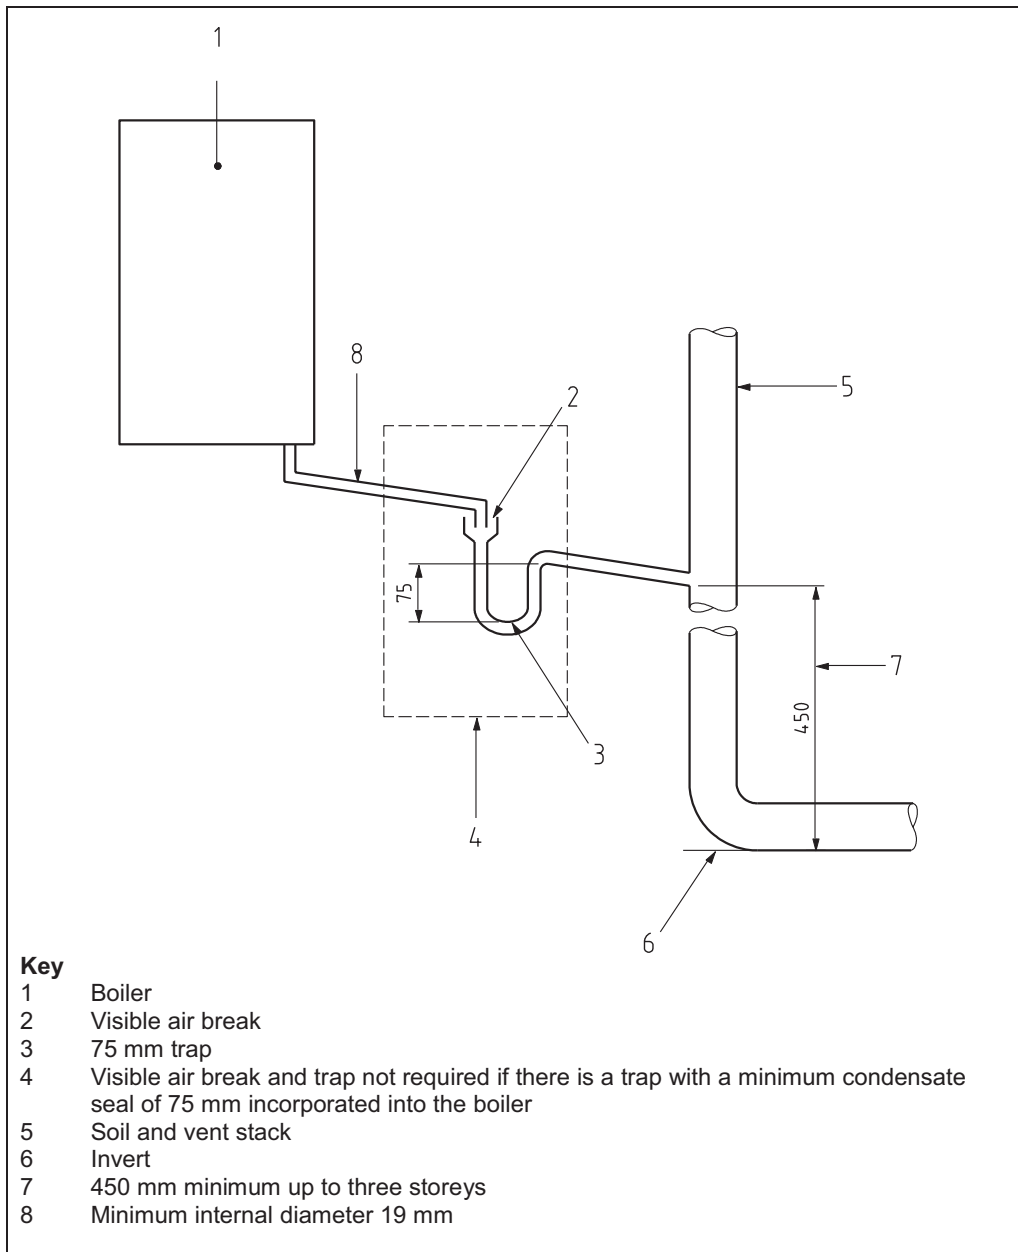 1
8
2
5
75
7
450
3
4
6
Key
1 Boiler
2 Visible air break
3 75 mm trap
4 Visible air break and trap not required if there is a trap with a minimum condensate
seal of 75 mm incorporated into the boiler
5 Soil and vent stack
6 Invert
7 450 mm minimum up to three storeys
8 Minimum internal diameter 19 mm